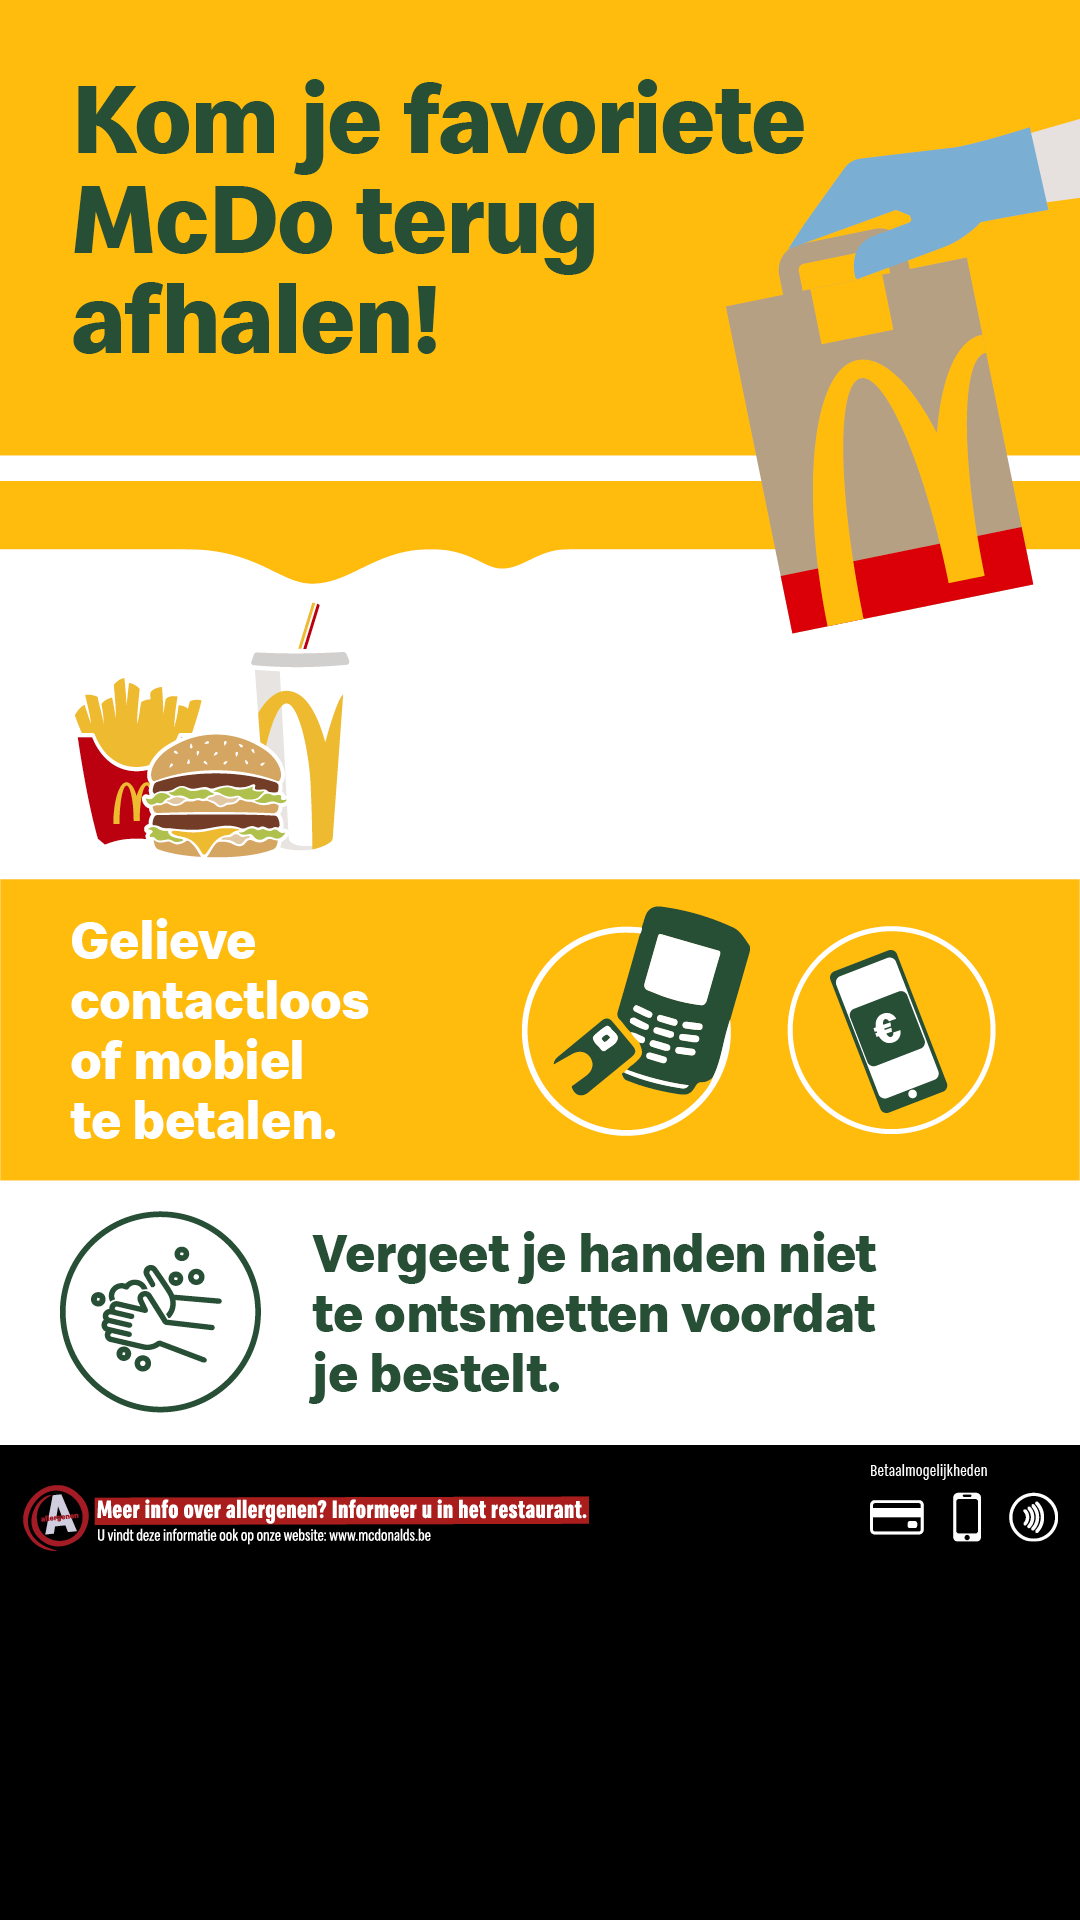 Kom je favoriete
McDo terug
afhalen!
Gelieve
contactloos
of mobiel
te betalen.
€
Vergeet je handen niet
te ontsmetten voordat
je bestelt.
Betaalmogelijkheden
A
allergenen
Meer info over allergenen? Informeer u in het restaurant.
U vindt deze informatie ook op onze website: www.mcdonalds.be